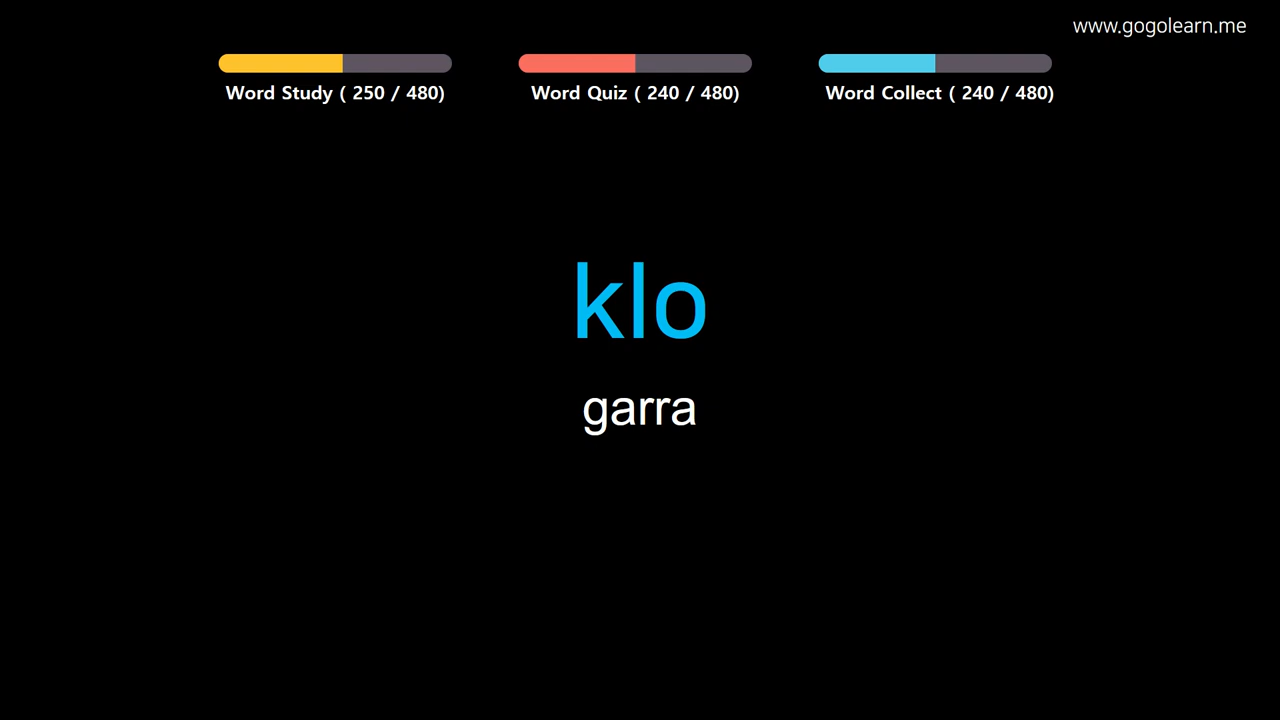 www.gogolearn.me
Word Study ( 250 / 480)
Word Quiz ( 240 / 480)
Word Collect ( 240 / 480)
klo
garra